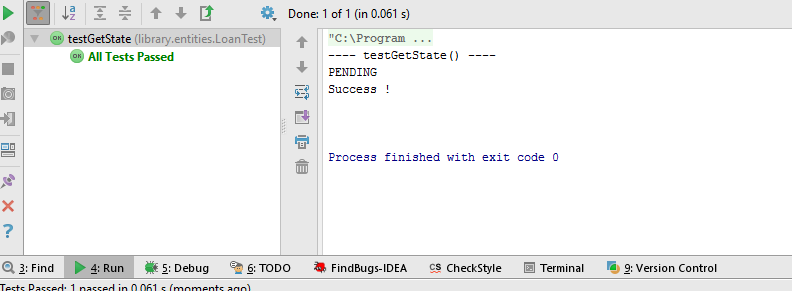 Done: 1 of 1 (in 0.061 s)
testGetState (library.entities.LoanTest)
All Tests Passed
"C:\Program ...
---- testGetState() ----
PENDING
Success !
Process finished with exit code 0
3: Find 4: Run 5: Debug 6: TODO FindBugs-IDEA CS CheckStyle Terminal 9: Version Control
Tests Passed: 1 passed in 0.061 s (moments ago)